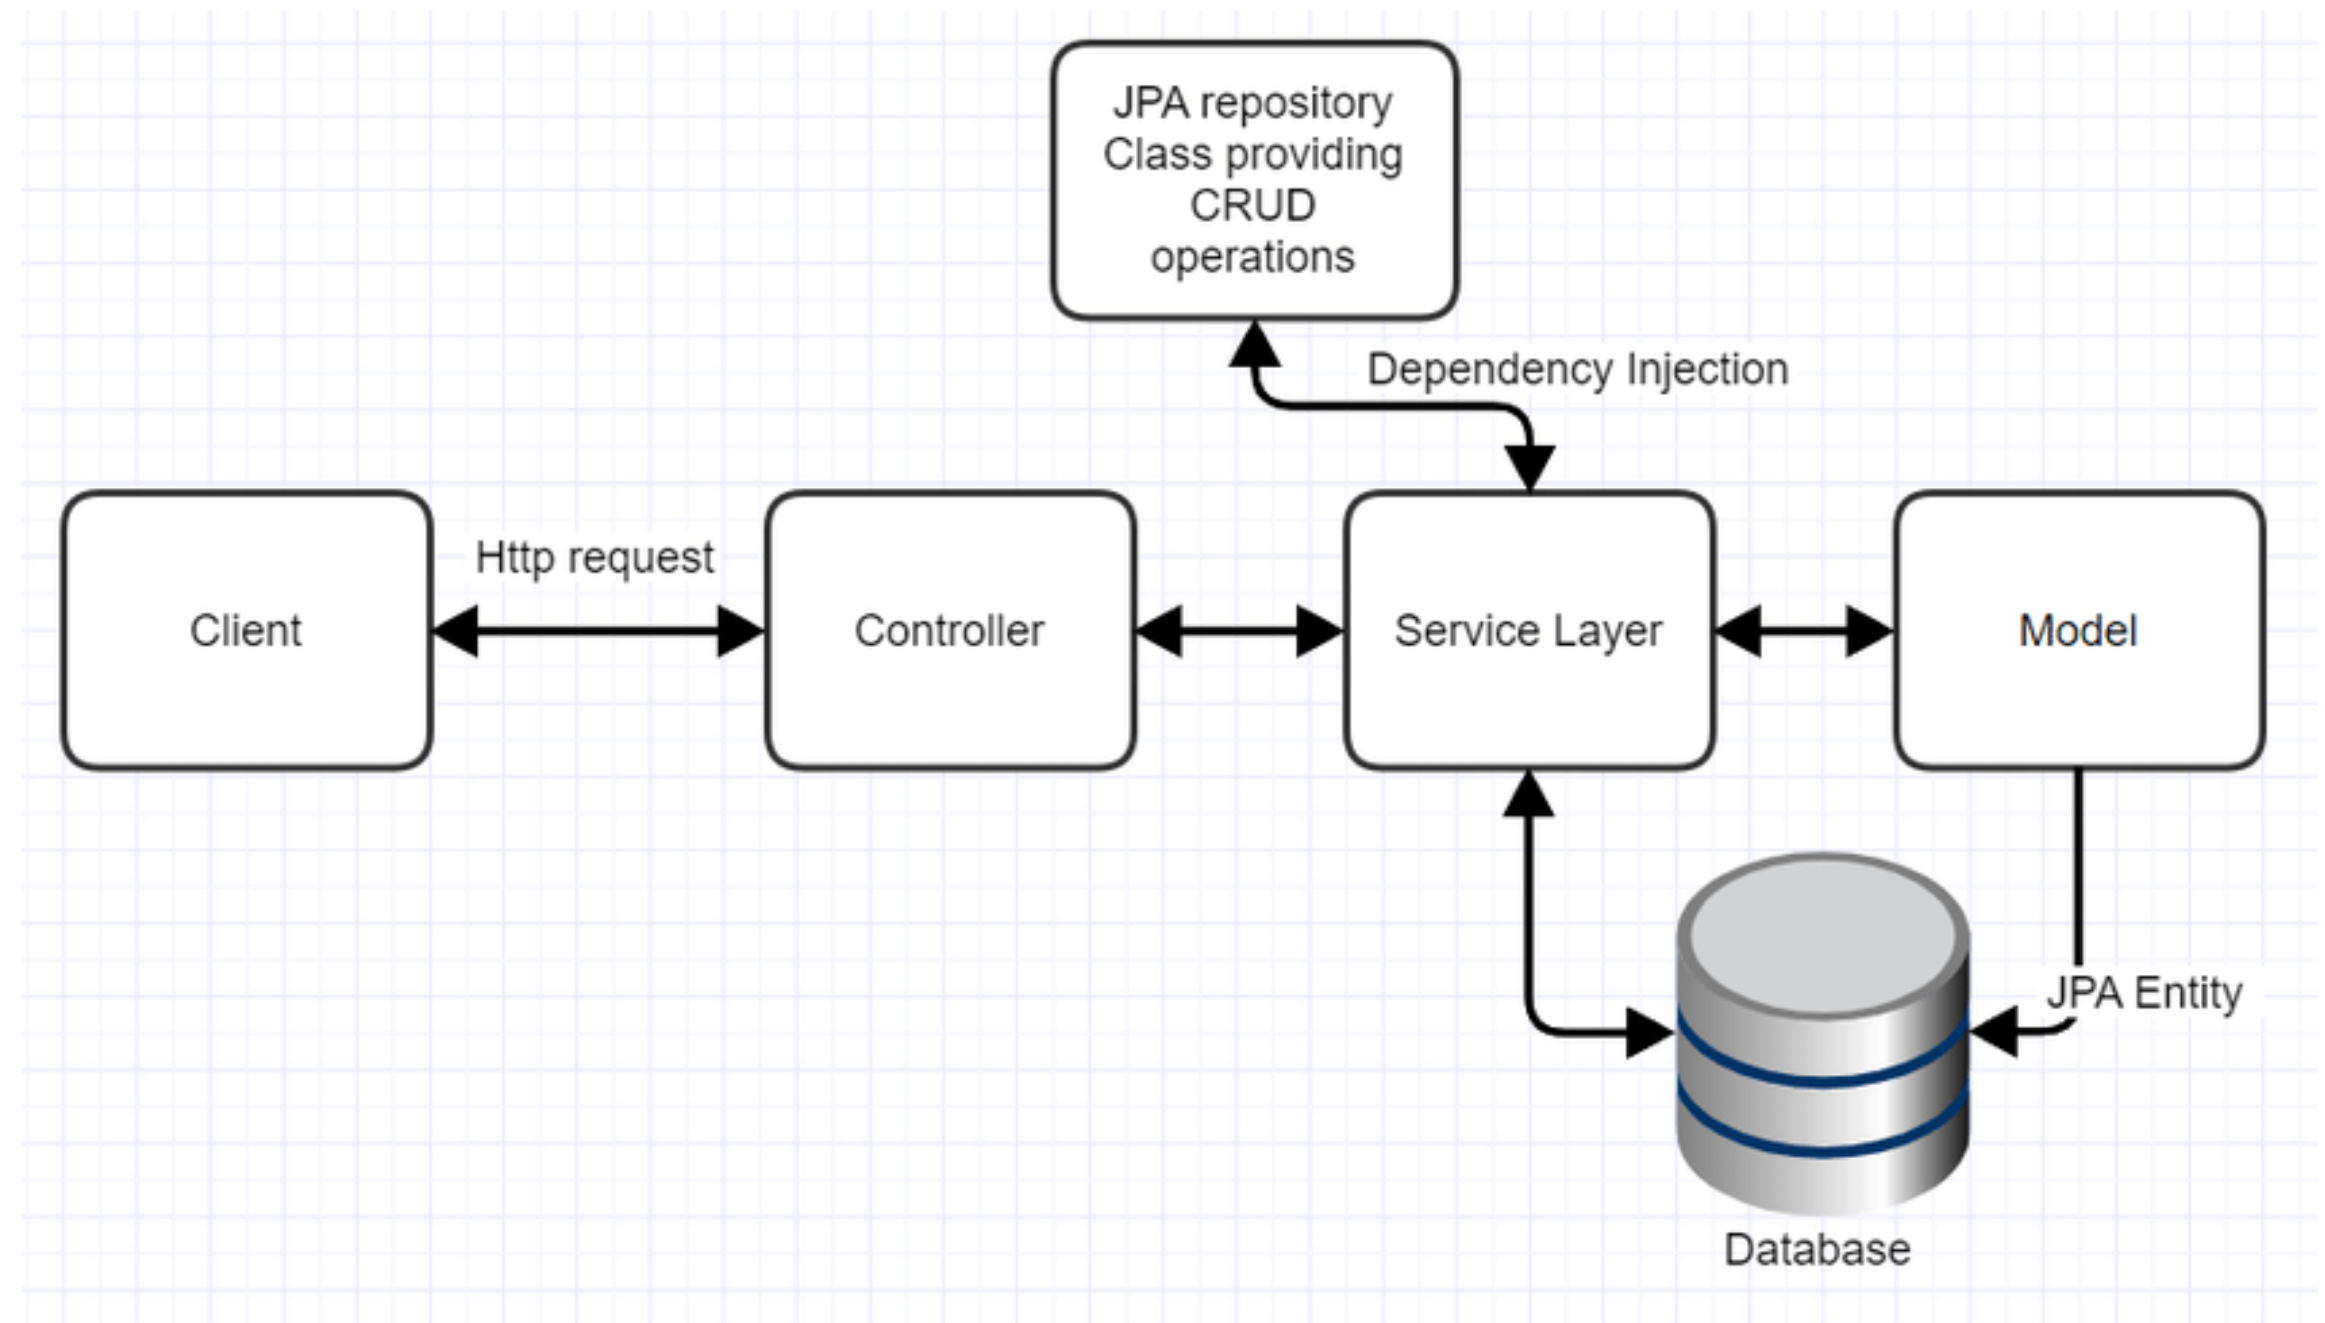 JPA repository
Class providing
CRUD
operations
Dependency Injection
Http request
Client
Controller
Service Layer
Model
JPA Entity
Database